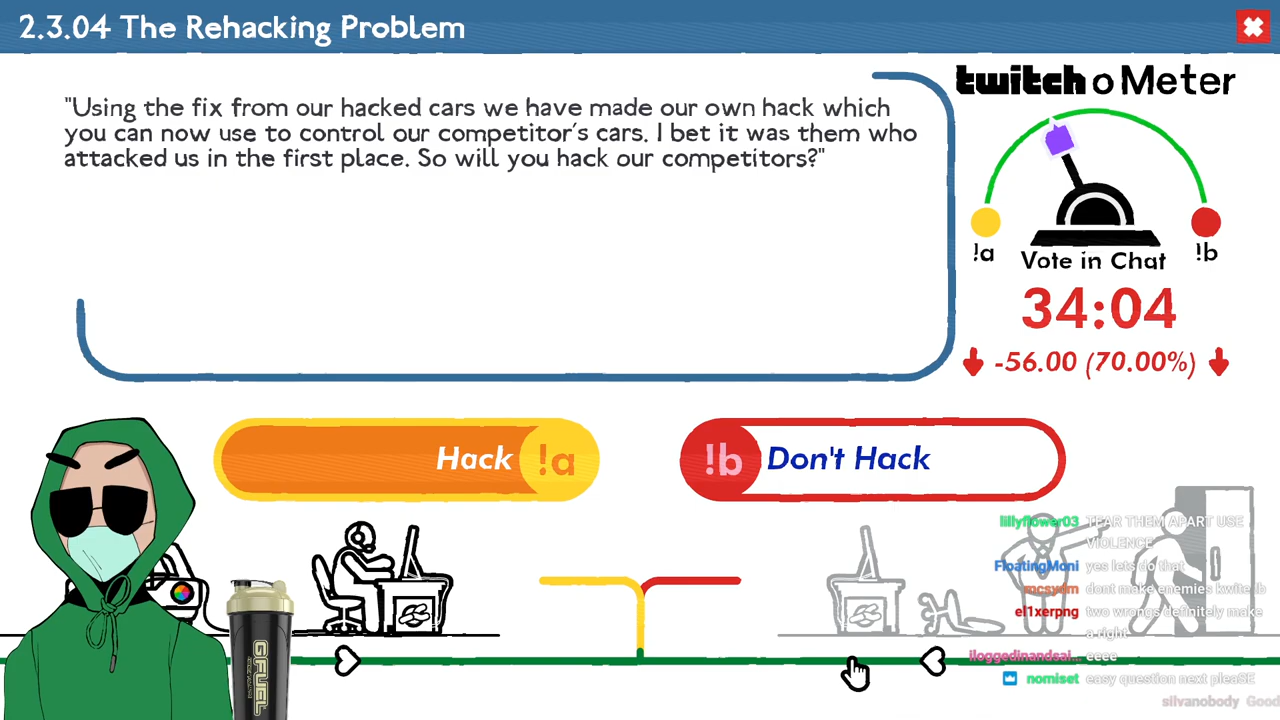 2.3.04 The Rehacking Problem
"Using the fix from our hacked cars we have made our own hack which
you can now use to control our competitor's cars. I bet it was them who
attacked us in the first place. So will you hack our competitors?"
twitch o Meter
!a
!b
Vote in Chat
34:04
-56.00 (70.00%)
Hack !a
!b Don't Hack
lillyflower03 TEAR THEM APART USE
VIOLENCE
FloatingMoni yes lets do that
dont make enemies kwite !b
el1xerpng two wrongs definitely make
a right
iloggedinandsai... eeee
nomiset easy question next pleaSE
silvanobody Good
GFUEL